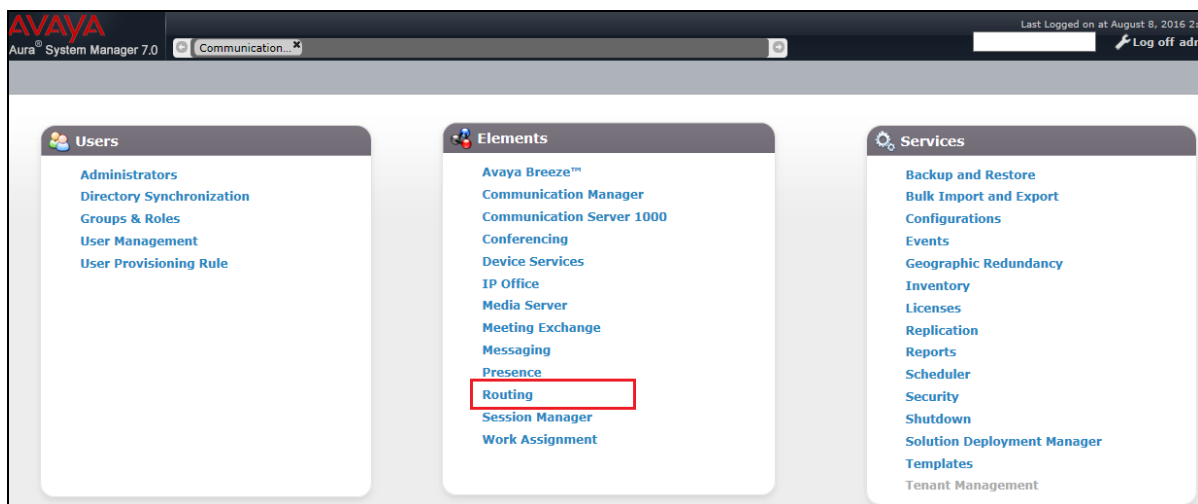 AVAYA
Last Logged on at August 8, 2016 2:
Aura® System Manager 7.0
Communication... x
Log off adr
Users
Administrators
Directory Synchronization
Groups & Roles
User Management
User Provisioning Rule
Elements
Avaya Breeze™
Communication Manager
Communication Server 1000
Conferencing
Device Services
IP Office
Media Server
Meeting Exchange
Messaging
Presence
Routing
Session Manager
Work Assignment
Services
Backup and Restore
Bulk Import and Export
Configurations
Events
Geographic Redundancy
Inventory
Licenses
Replication
Reports
Scheduler
Security
Shutdown
Solution Deployment Manager
Templates
Tenant Management